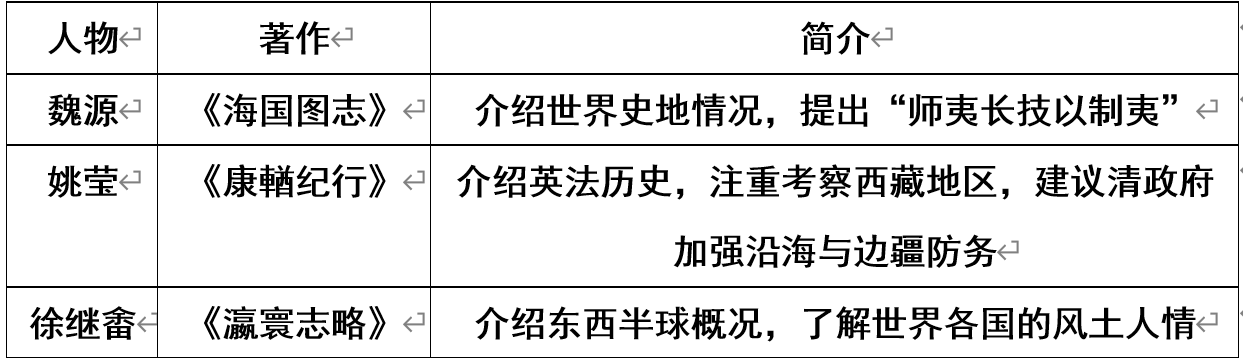 人物 著作 简介
魏源 《海国图志》 介绍世界史地情况，提出“师夷长技以制夷”
姚莹 《康輶纪行》 介绍英法历史，注重考察西藏地区，建议清政府
加强沿海与边疆防务
徐继畬 《瀛寰志略》 介绍东西半球概况，了解世界各国的风土人情